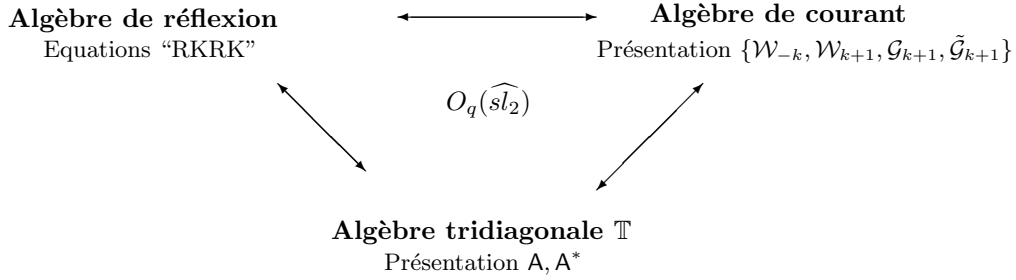 Algèbre de réflexion
Equations “RKRK”
Algèbre de courant
Présentation {𝒲₋ₖ, 𝒲ₖ₊₁, 𝒢ₖ₊₁, 𝒢̃ₖ₊₁}
O_q(\widehat{sl_2})
Algèbre tridiagonale 𝕋
Présentation A, A*